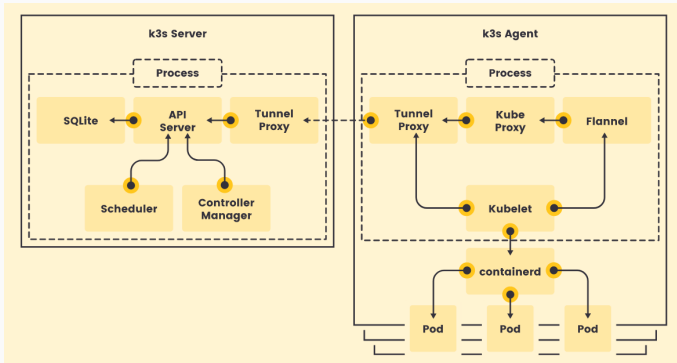 k3s Server
Process
SQLite
API
Server
Tunnel
Proxy
Scheduler
Controller
Manager
k3s Agent
Process
Tunnel
Proxy
Kube
Proxy
Flannel
Kubelet
containerd
Pod
Pod
Pod